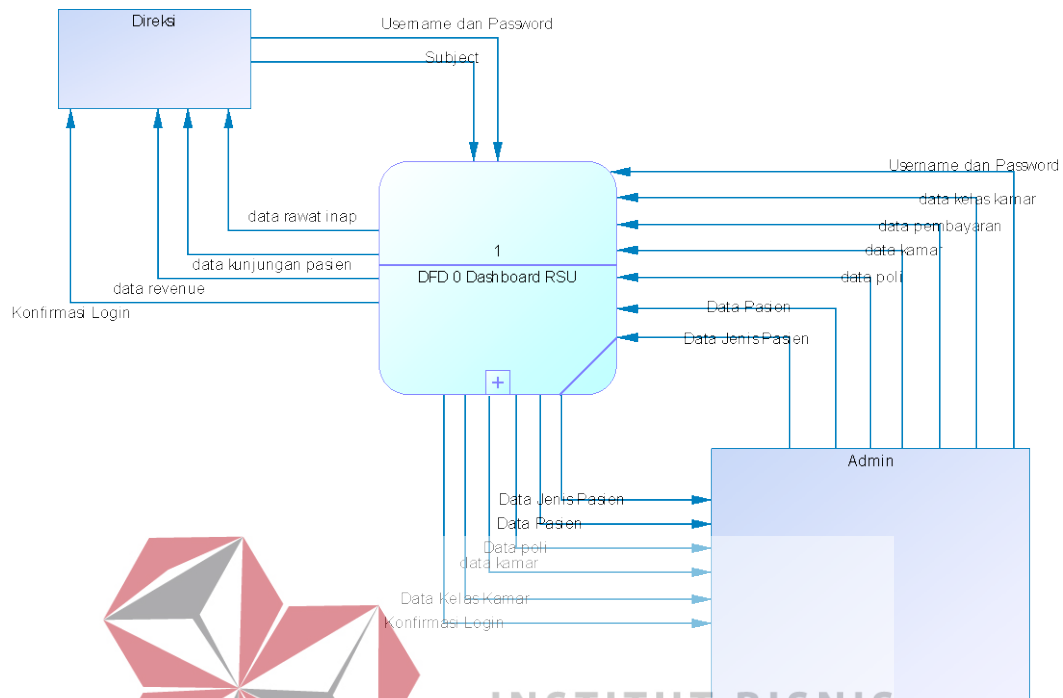 Direksi
Username dan Password
Subject
Username dan Password
data kelas kamar
data rawat inap
data pembayaran
data kamar
1
data kunjungan pasien
DFD 0 Dashboard RSU
data poli
data revenue
Konfirmasi Login
Data Pasien
Data Jenis Pasien
Admin
Data Jenis Pasien
Data Pasien
Data poli
data kamar
Data Kelas Kamar
Konfirmasi Login
INSTITUT BISNIS